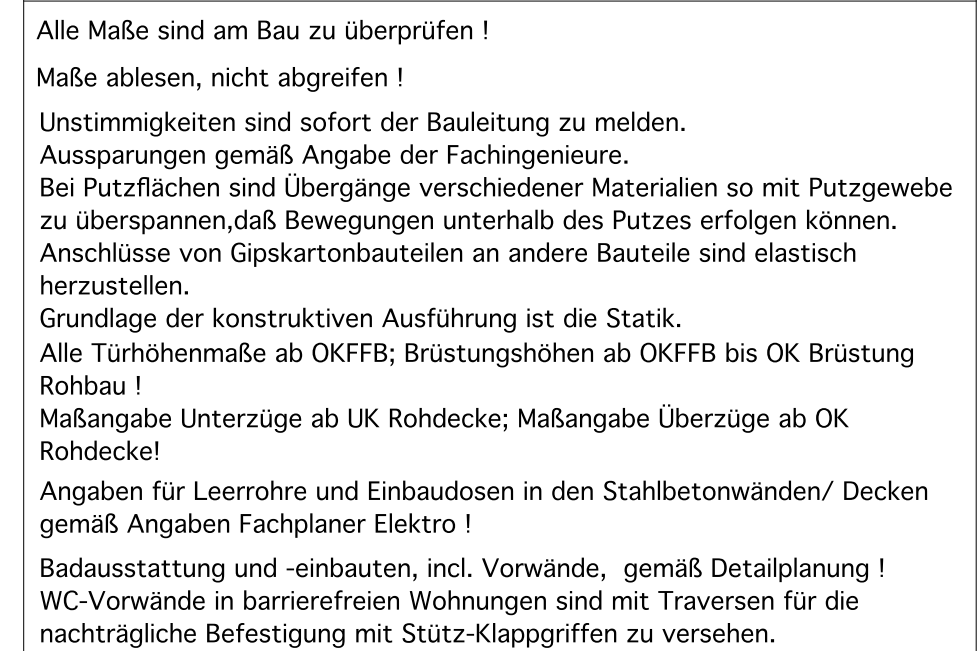 Alle Maße sind am Bau zu überprüfen !
Maße ablesen, nicht abgreifen !
Unstimmigkeiten sind sofort der Bauleitung zu melden.
Aussparungen gemäß Angabe der Fachingenieure.
Bei Putzflächen sind Übergänge verschiedener Materialien so mit Putzgewebe
zu überspannen,daß Bewegungen unterhalb des Putzes erfolgen können.
Anschlüsse von Gipskartonbauteilen an andere Bauteile sind elastisch
herzustellen.
Grundlage der konstruktiven Ausführung ist die Statik.
Alle Türhöhenmaße ab OKFFB; Brüstungshöhen ab OKFFB bis OK Brüstung
Rohbau !
Maßangabe Unterzüge ab UK Rohdecke; Maßangabe Überzüge ab OK
Rohdecke!
Angaben für Leerrohre und Einbaudosen in den Stahlbetonwänden/ Decken
gemäß Angaben Fachplaner Elektro !
Badausstattung und -einbauten, incl. Vorwände,  gemäß Detailplanung !
WC-Vorwände in barrierefreien Wohnungen sind mit Traversen für die
nachträgliche Befestigung mit Stütz-Klappgriffen zu versehen.